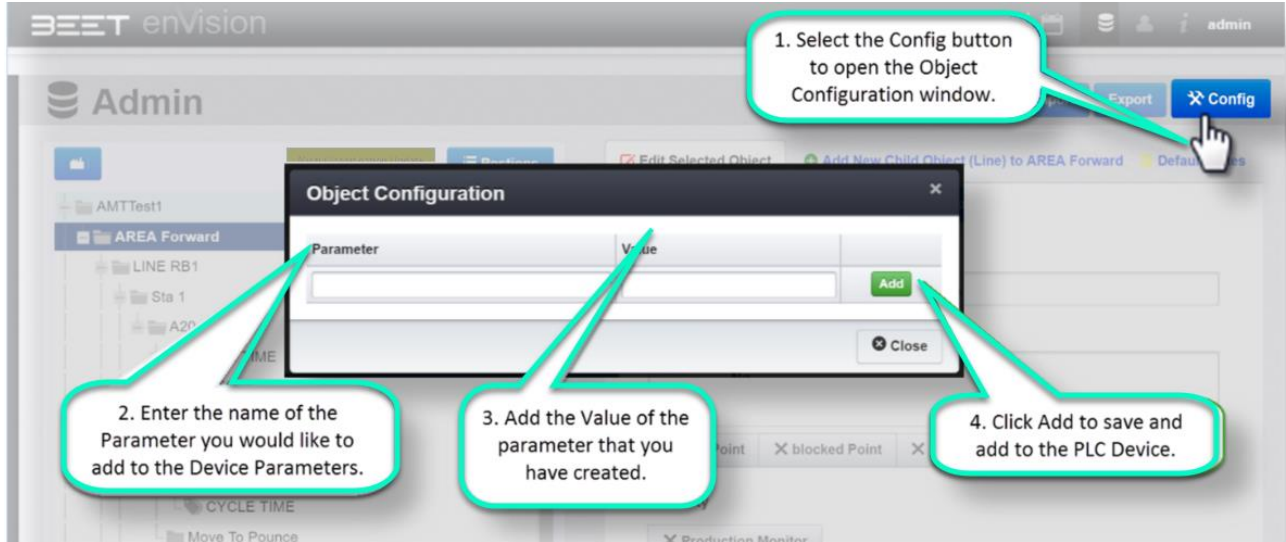 BEET enVision
admin
1. Select the Config button
to open the Object
Configuration window.
Admin
Export
Config
Edit Selected Object
Add New Child Object (Line) to AREA Forward
Object Configuration
×
AMTTest1
AREA Forward
Parameter
Value
LINE RB1
Add
Sta 1
A20
Close
2. Enter the name of the
Parameter you would like to
add to the Device Parameters.
3. Add the Value of the
parameter that you
have created.
4. Click Add to save and
add to the PLC Device.
Point
blocked Point
CYCLE TIME
Move To Pounce
Production Monitor